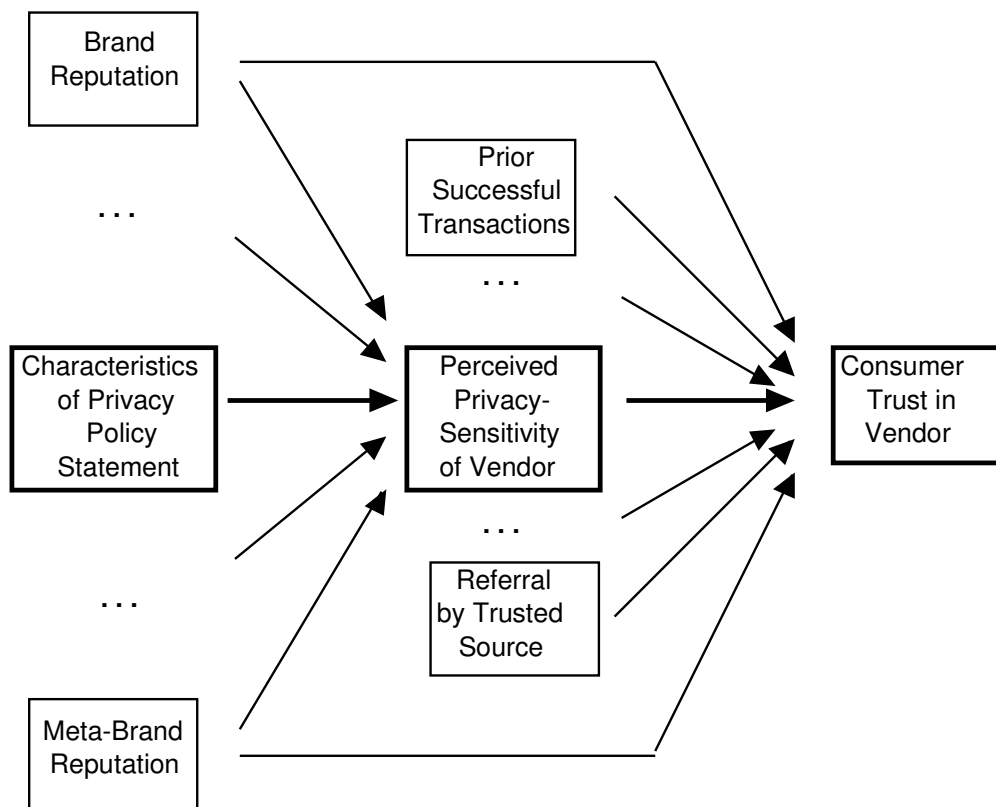 Brand
Reputation
. . .
Characteristics
of Privacy
Policy
Statement
. . .
Meta-Brand
Reputation
Prior
Successful
Transactions
. . .
Perceived
Privacy-
Sensitivity
of Vendor
. . .
Referral
by Trusted
Source
Consumer
Trust in
Vendor